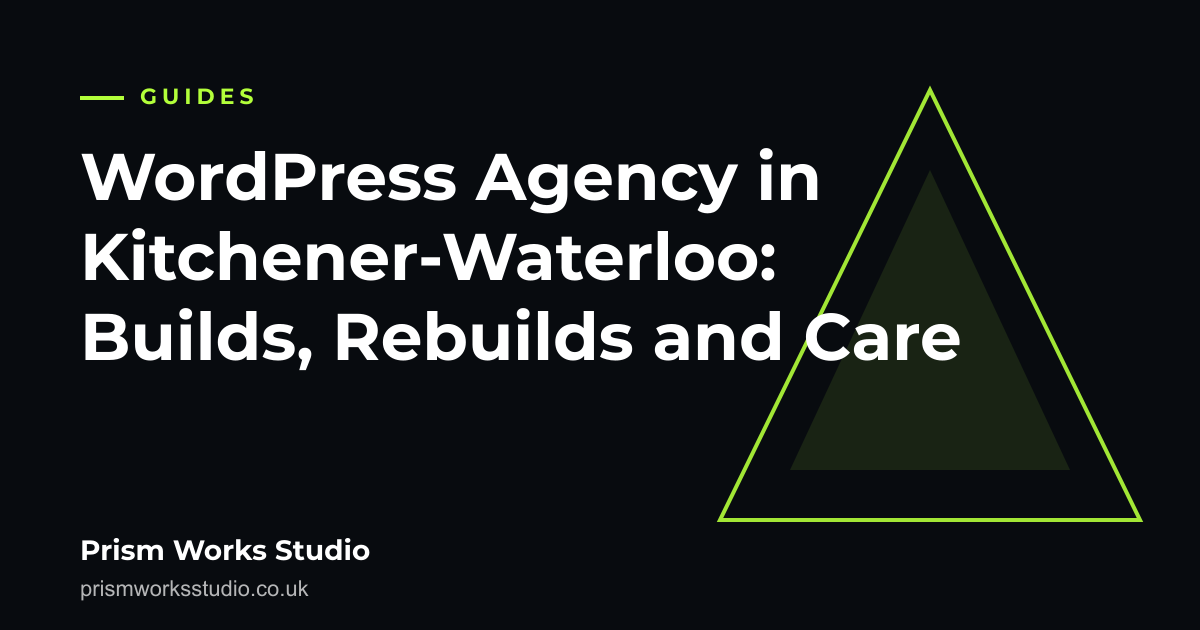 GUIDES
WordPress Agency in
Kitchener-Waterloo:
Builds, Rebuilds and Care
Prism Works Studio
prismworksstudio.co.uk